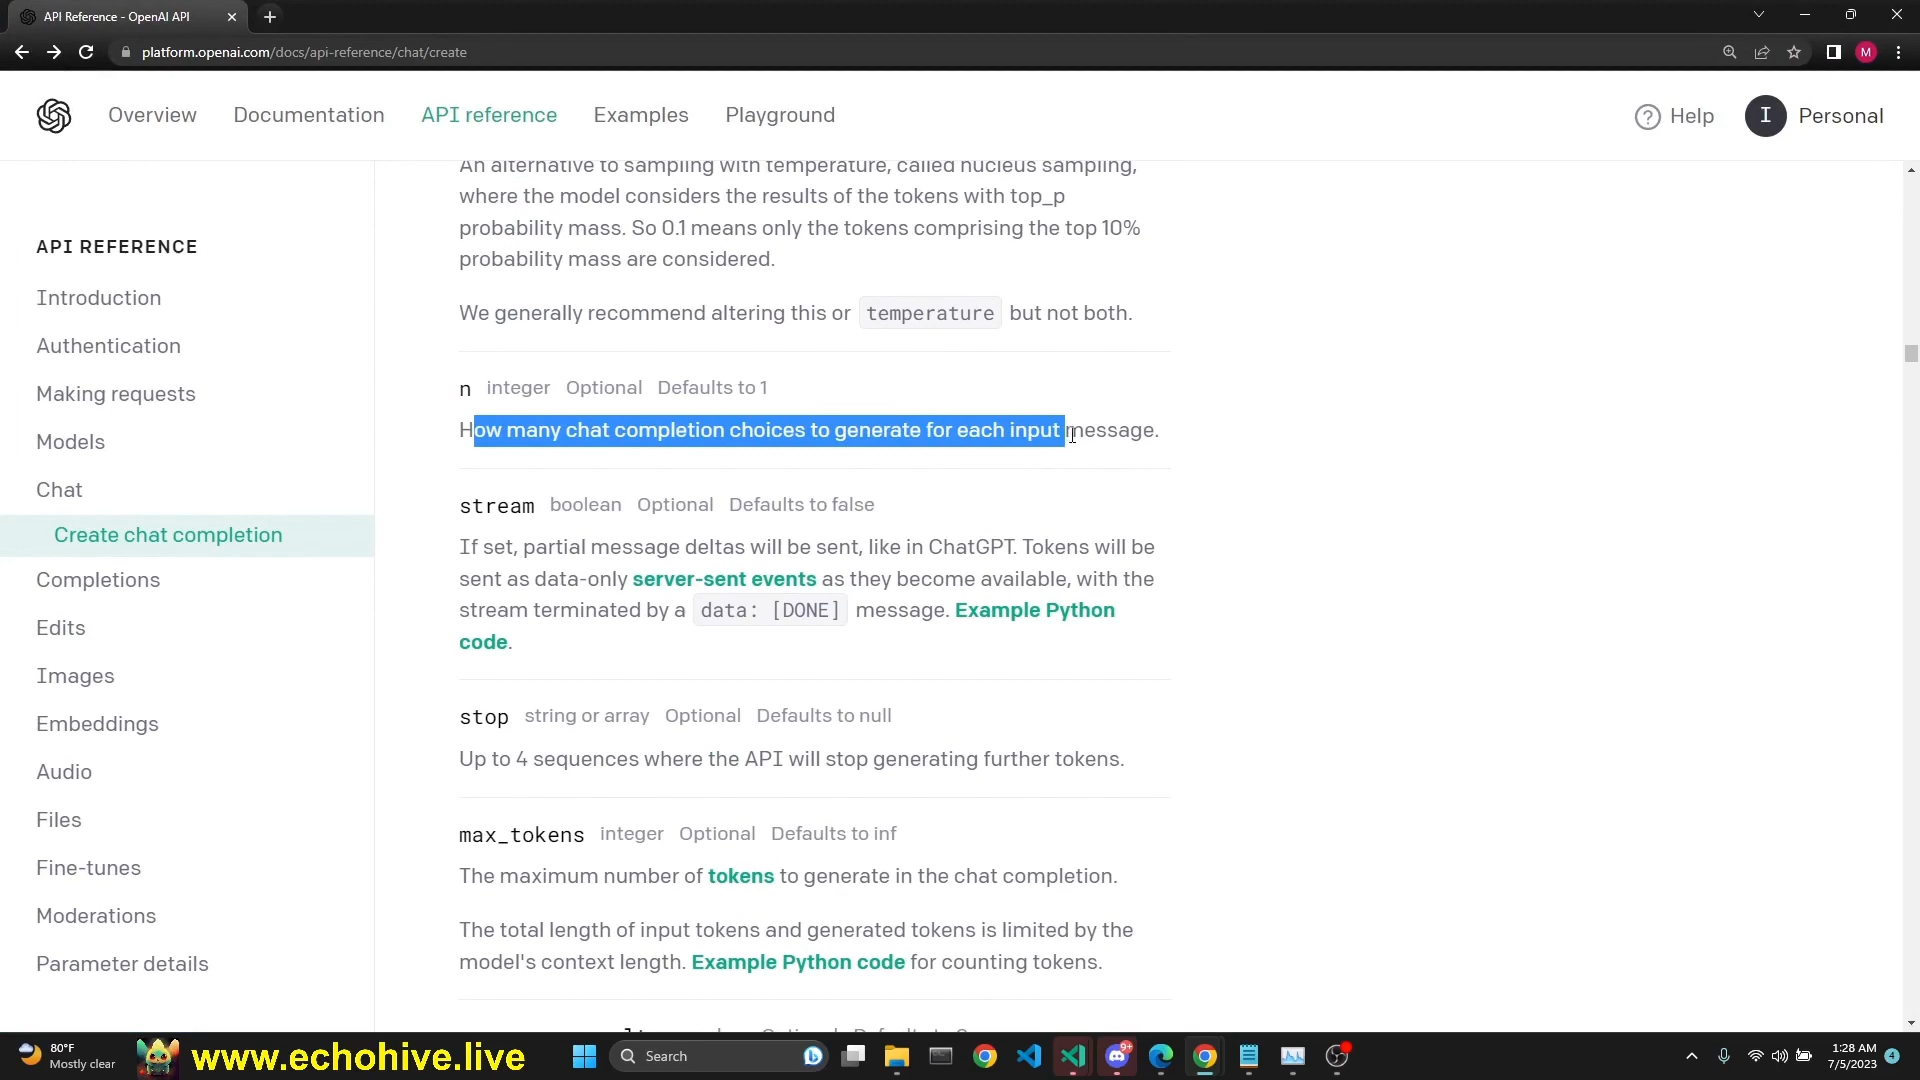 API Reference - OpenAI API
platform.openai.com/docs/api-reference/chat/create
M
Overview
Documentation
API reference
Examples
Playground
Help
I
Personal
API REFERENCE
Introduction
Authentication
Making requests
Models
Chat
Create chat completion
Completions
Edits
Images
Embeddings
Audio
Files
Fine-tunes
Moderations
Parameter details
An alternative to sampling with temperature, called nucleus sampling,
where the model considers the results of the tokens with top_p
probability mass. So 0.1 means only the tokens comprising the top 10%
probability mass are considered.
We generally recommend altering this or temperature but not both.
n integer Optional Defaults to 1
How many chat completion choices to generate for each input message.
stream boolean Optional Defaults to false
If set, partial message deltas will be sent, like in ChatGPT. Tokens will be
sent as data-only server-sent events as they become available, with the
stream terminated by a data: [DONE] message. Example Python
code.
stop string or array Optional Defaults to null
Up to 4 sequences where the API will stop generating further tokens.
max_tokens integer Optional Defaults to inf
The maximum number of tokens to generate in the chat completion.
The total length of input tokens and generated tokens is limited by the
model's context length. Example Python code for counting tokens.
80°F
Mostly clear
www.echohive.live
Search
9+
1:28 AM
7/5/2023
4